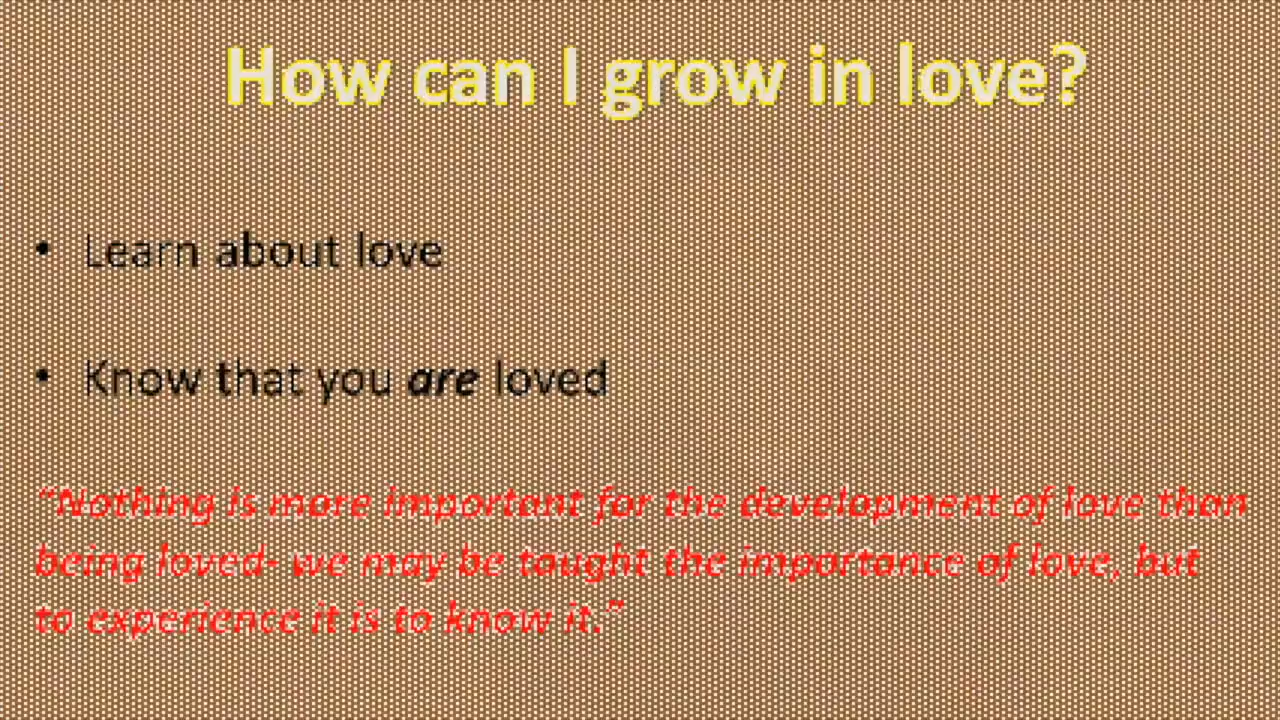 How can I grow in love?
• Learn about love
• Know that you are loved
“Nothing is more important for the development of love than
being loved- we may be taught the importance of love, but
to experience it is to know it.”